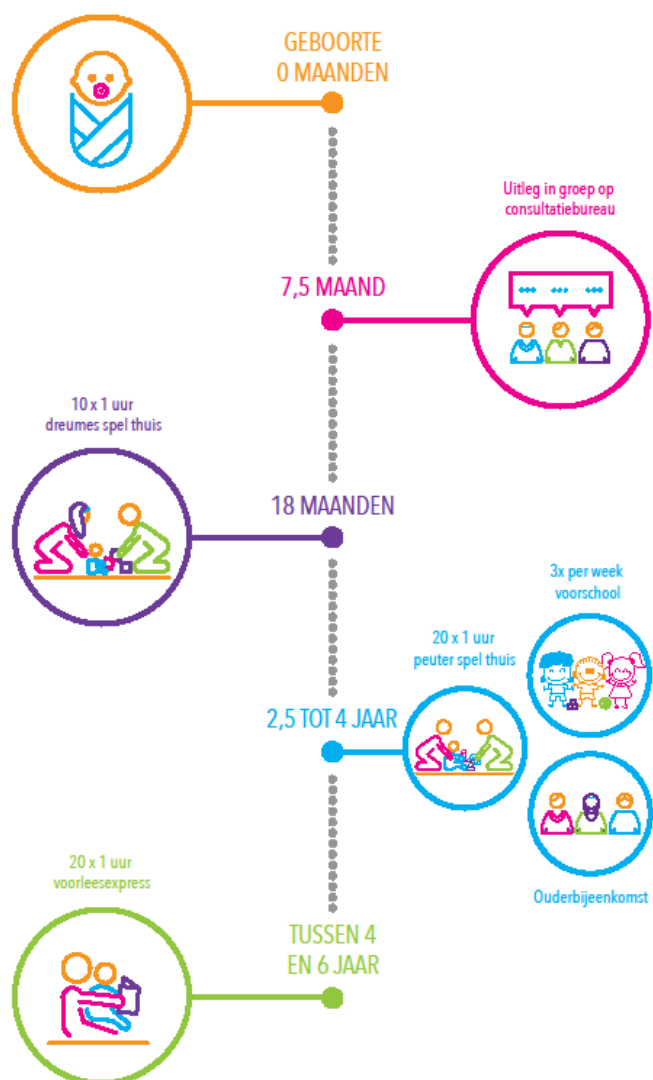 GEBOORTE
0 MAANDEN
Uitleg in groep op
consultatiebureau
7,5 MAAND
10 x 1 uur
dreumes spel thuis
18 MAANDEN
3x per week
voorschool
20 x 1 uur
peuter spel thuis
2,5 TOT 4 JAAR
Ouderbijeenkomst
20 x 1 uur
voorleesexpress
TUSSEN 4
EN 6 JAAR